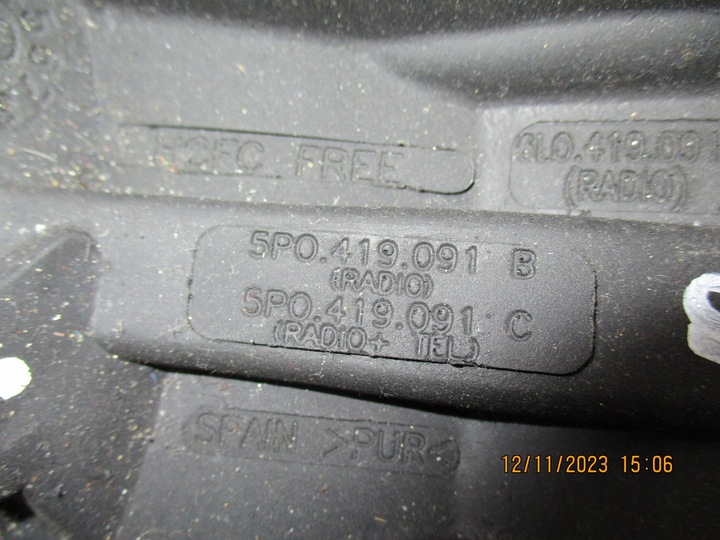 HCFC FREE
6L0.419.091
(RADIO)
5P0.419.091 B
(RADIO)
5P0.419.091 C
(RADIO+ TEL)
SPAIN >PUR<
12/11/2023 15:06